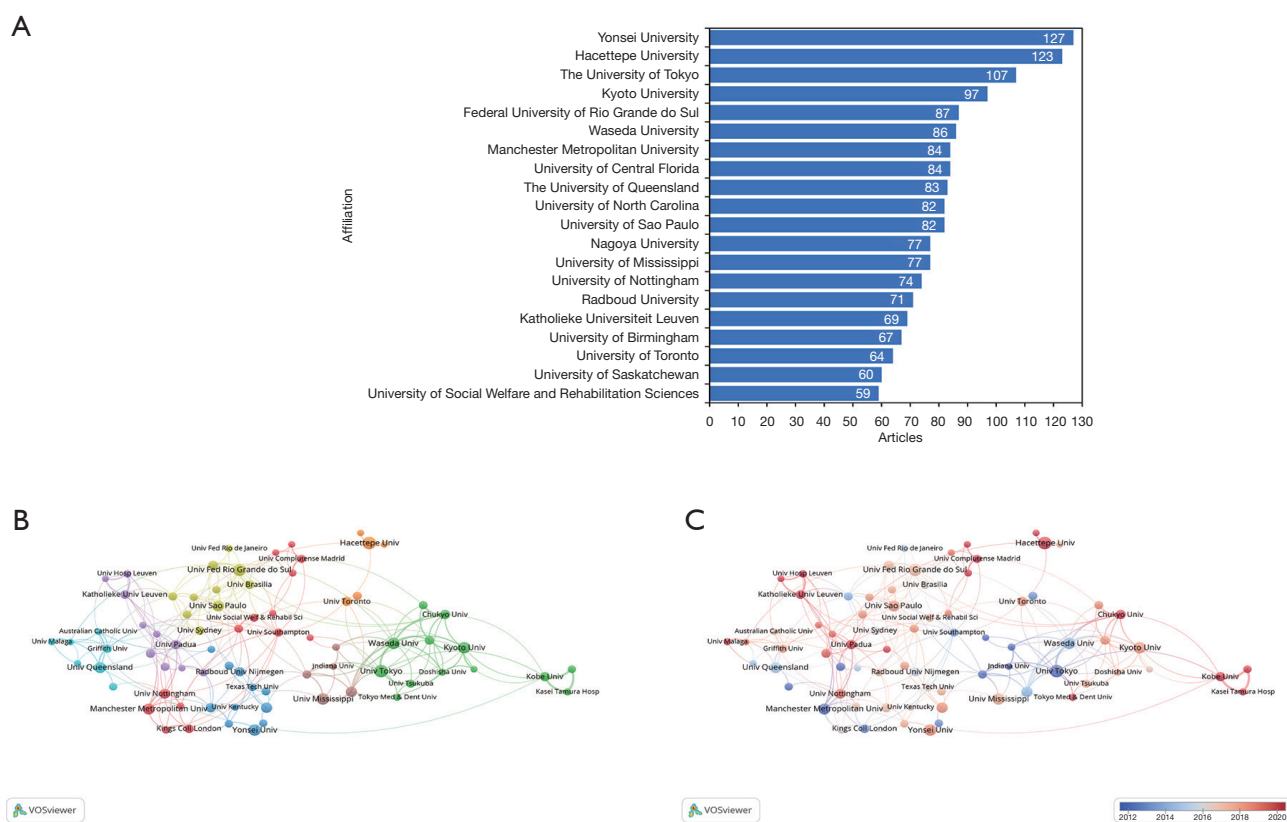 A
Affiliation
Yonsei University 127
Hacettepe University 123
The University of Tokyo 107
Kyoto University 97
Federal University of Rio Grande do Sul 87
Waseda University 86
Manchester Metropolitan University 84
University of Central Florida 84
The University of Queensland 83
University of North Carolina 82
University of Sao Paulo 82
Nagoya University 77
University of Mississippi 77
University of Nottingham 74
Radboud University 71
Katholieke Universiteit Leuven 69
University of Birmingham 67
University of Toronto 64
University of Saskatchewan 60
University of Social Welfare and Rehabilitation Sciences 59
0 10 20 30 40 50 60 70 80 90 100 110 120 130
Articles
B
Hacettepe Univ
Univ Fed Rio de Janeiro
Univ Complutense Madrid
Univ Fed Rio Grande do Sul
Univ Hosp Leuven
Univ Brasilia
Katholieke Univ Leuven
Univ Toronto
Univ Sao Paulo
Chukyo Univ
Univ Social Welf & Rehabil Sci
Australian Catholic Univ
Univ Sydney
Univ Southampton
Univ Malaga
Griffith Univ
Univ Padua
Waseda Univ
Kyoto Univ
Univ Queensland
Radboud Univ Nijmegen
Indiana Univ
Univ Tokyo
Doshisha Univ
Kobe Univ
Texas Tech Univ
Univ Tsukuba
Univ Nottingham
Univ Mississippi
Tokyo Med & Dent Univ
Kasei Tamura Hosp
Manchester Metropolitan Univ
Univ Kentucky
Kings Coll London
Yonsei Univ
VOSviewer
C
Hacettepe Univ
Univ Fed Rio de Janeiro
Univ Complutense Madrid
Univ Fed Rio Grande do Sul
Univ Hosp Leuven
Univ Brasilia
Katholieke Univ Leuven
Univ Toronto
Univ Sao Paulo
Chukyo Univ
Univ Social Welf & Rehabil Sci
Australian Catholic Univ
Univ Sydney
Univ Southampton
Univ Malaga
Griffith Univ
Univ Padua
Waseda Univ
Kyoto Univ
Univ Queensland
Radboud Univ Nijmegen
Indiana Univ
Univ Tokyo
Doshisha Univ
Kobe Univ
Texas Tech Univ
Univ Tsukuba
Univ Nottingham
Univ Mississippi
Tokyo Med & Dent Univ
Kasei Tamura Hosp
Manchester Metropolitan Univ
Univ Kentucky
Kings Coll London
Yonsei Univ
VOSviewer
2012 2014 2016 2018 2020